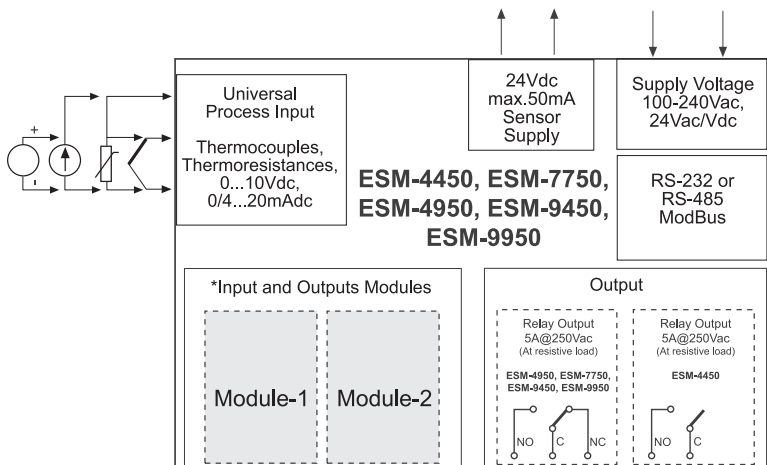 +
-
Universal
Process Input
Thermocouples,
Thermoresistances,
0...10Vdc,
0/4...20mAdc
24Vdc
max.50mA
Sensor
Supply
Supply Voltage
100-240Vac,
24Vac/Vdc
ESM-4450, ESM-7750,
ESM-4950, ESM-9450,
ESM-9950
RS-232 or
RS-485
ModBus
*Input and Outputs Modules
Module-1
Module-2
Output
Relay Output
5A@250Vac
(At resistive load)
ESM-4950, ESM-7750,
ESM-9450, ESM-9950
NO
C
NC
Relay Output
5A@250Vac
(At resistive load)
ESM-4450
NO
C